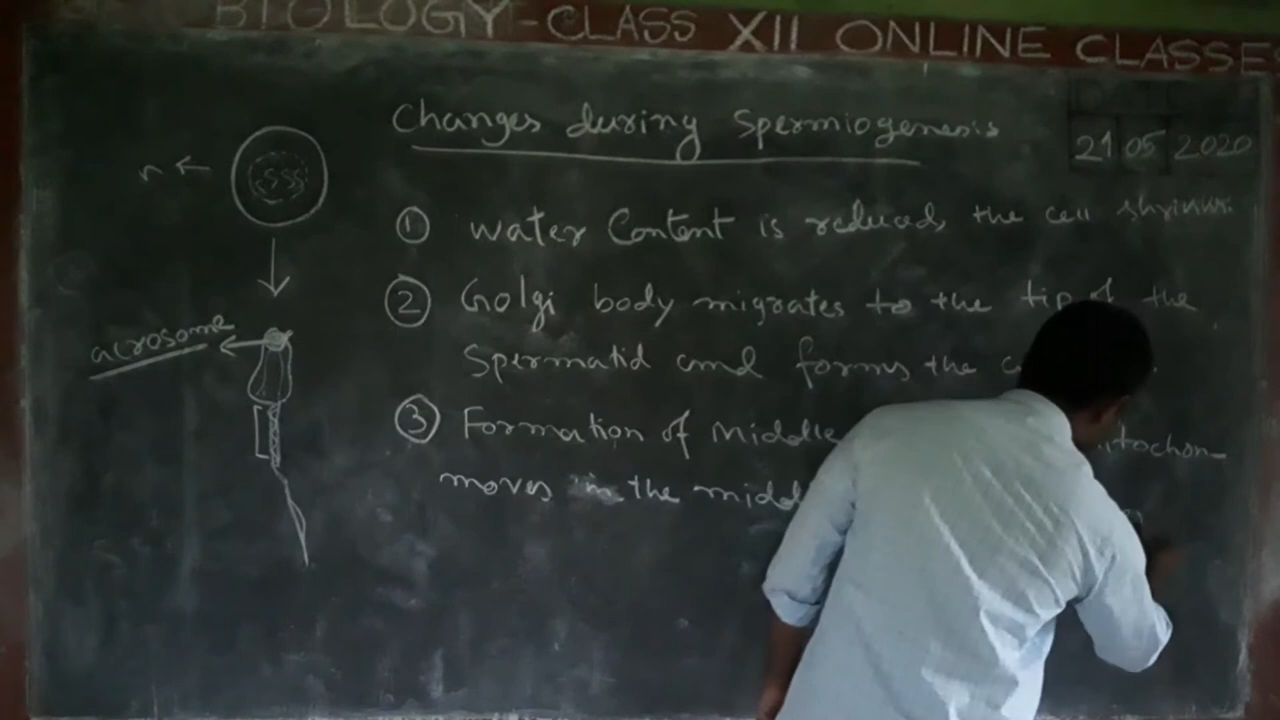 BIOLOGY-CLASS XII ONLINE CLASSE
Changes during Spermiogenesis
21 05 2020
n ←
① Water Content is reduced, the cell shrinks.
② Golgi body migrates to the tip of the
acrosome
Spermatid and forms the
③ Formation of Middle itochon
moves in the midd